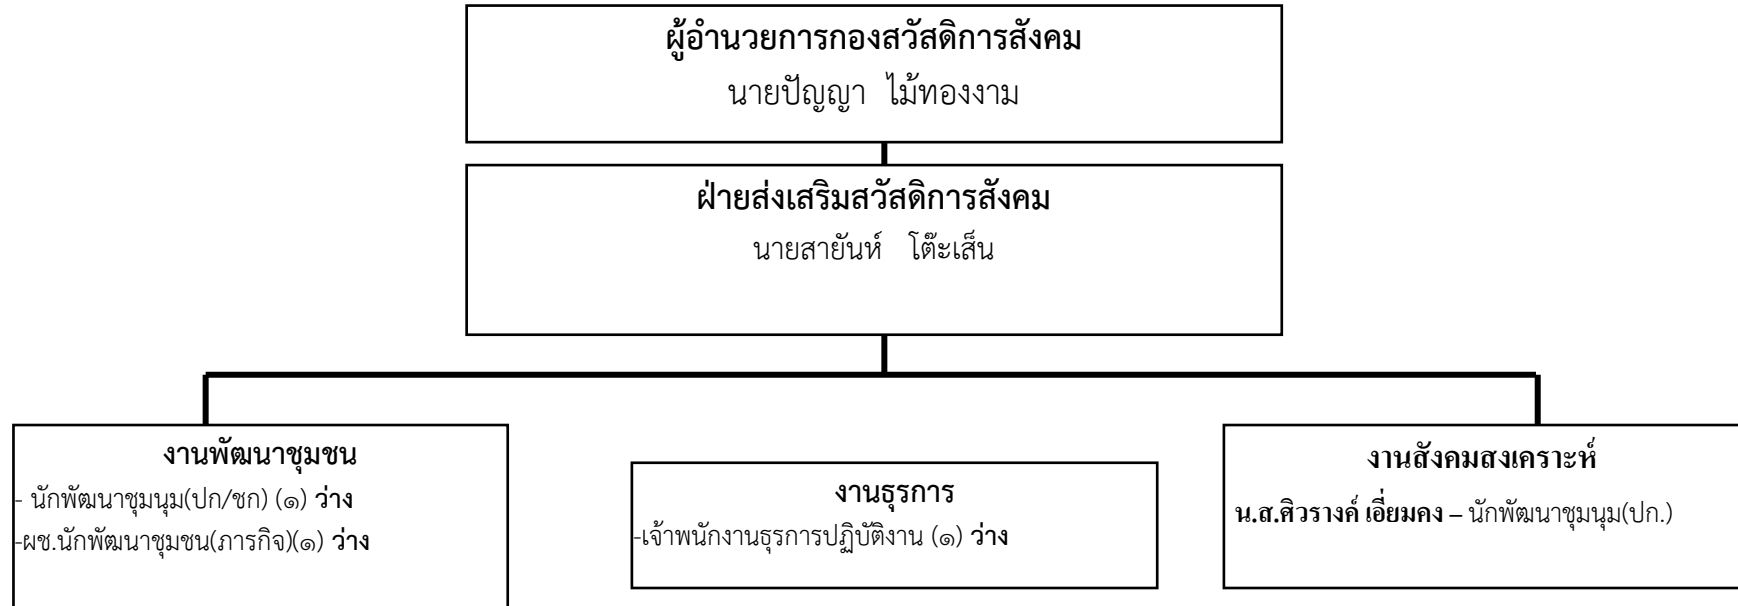 ผู้อำนวยการกองสวัสดิการสังคม
นายปัญญา ไม้ทองงาม
ฝ่ายส่งเสริมสวัสดิการสังคม
นายสายันห์ โต๊ะเส็น
งานพัฒนาชุมชน
- นักพัฒนาชุมนุม(ปก/ชก) (๑) ว่าง
-ผช.นักพัฒนาชุมชน(ภารกิจ)(๑) ว่าง
งานธุรการ
-เจ้าพนักงานธุรการปฏิบัติงาน (๑) ว่าง
งานสังคมสงเคราะห์
น.ส.ศิวรางค์ เอี่ยมคง – นักพัฒนาชุมนุม(ปก.)